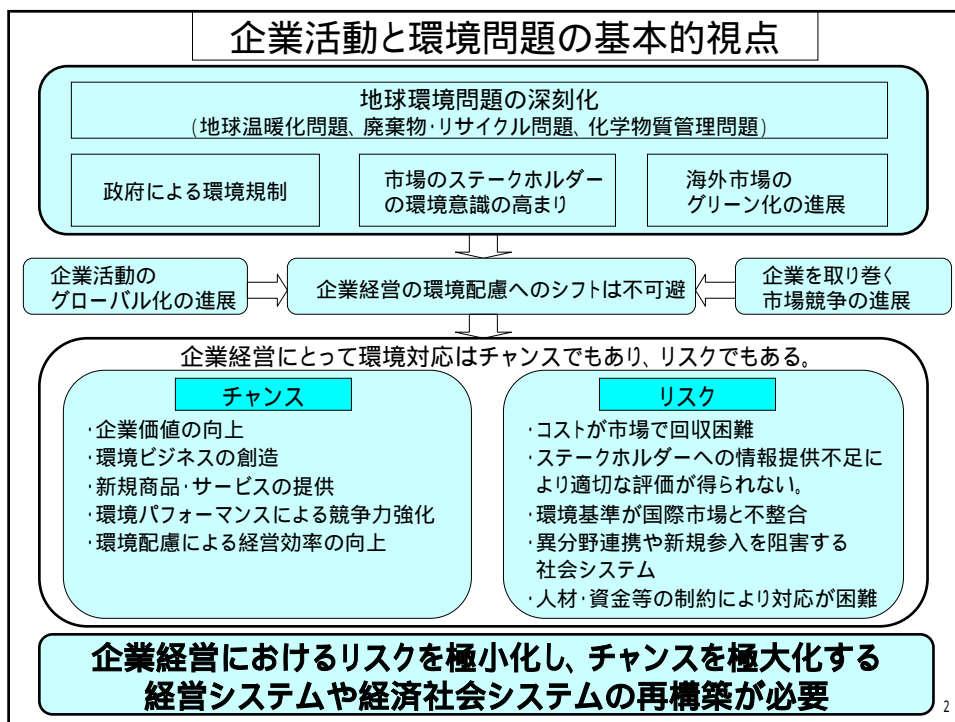 企業活動と環境問題の基本的視点
地球環境問題の深刻化
(地球温暖化問題、廃棄物・リサイクル問題、化学物質管理問題)
政府による環境規制
市場のステークホルダー
の環境意識の高まり
海外市場の
グリーン化の進展
企業活動の
グローバル化の進展
企業経営の環境配慮へのシフトは不可避
企業を取り巻く
市場競争の進展
企業経営にとって環境対応はチャンスでもあり、リスクでもある。
チャンス
・企業価値の向上
・環境ビジネスの創造
・新規商品・サービスの提供
・環境パフォーマンスによる競争力強化
・環境配慮による経営効率の向上
リスク
・コストが市場で回収困難
・ステークホルダーへの情報提供不足に
より適切な評価が得られない。
・環境基準が国際市場と不整合
・異分野連携や新規参入を阻害する
社会システム
・人材・資金等の制約により対応が困難
企業経営におけるリスクを極小化し、チャンスを極大化する
経営システムや経済社会システムの再構築が必要
2